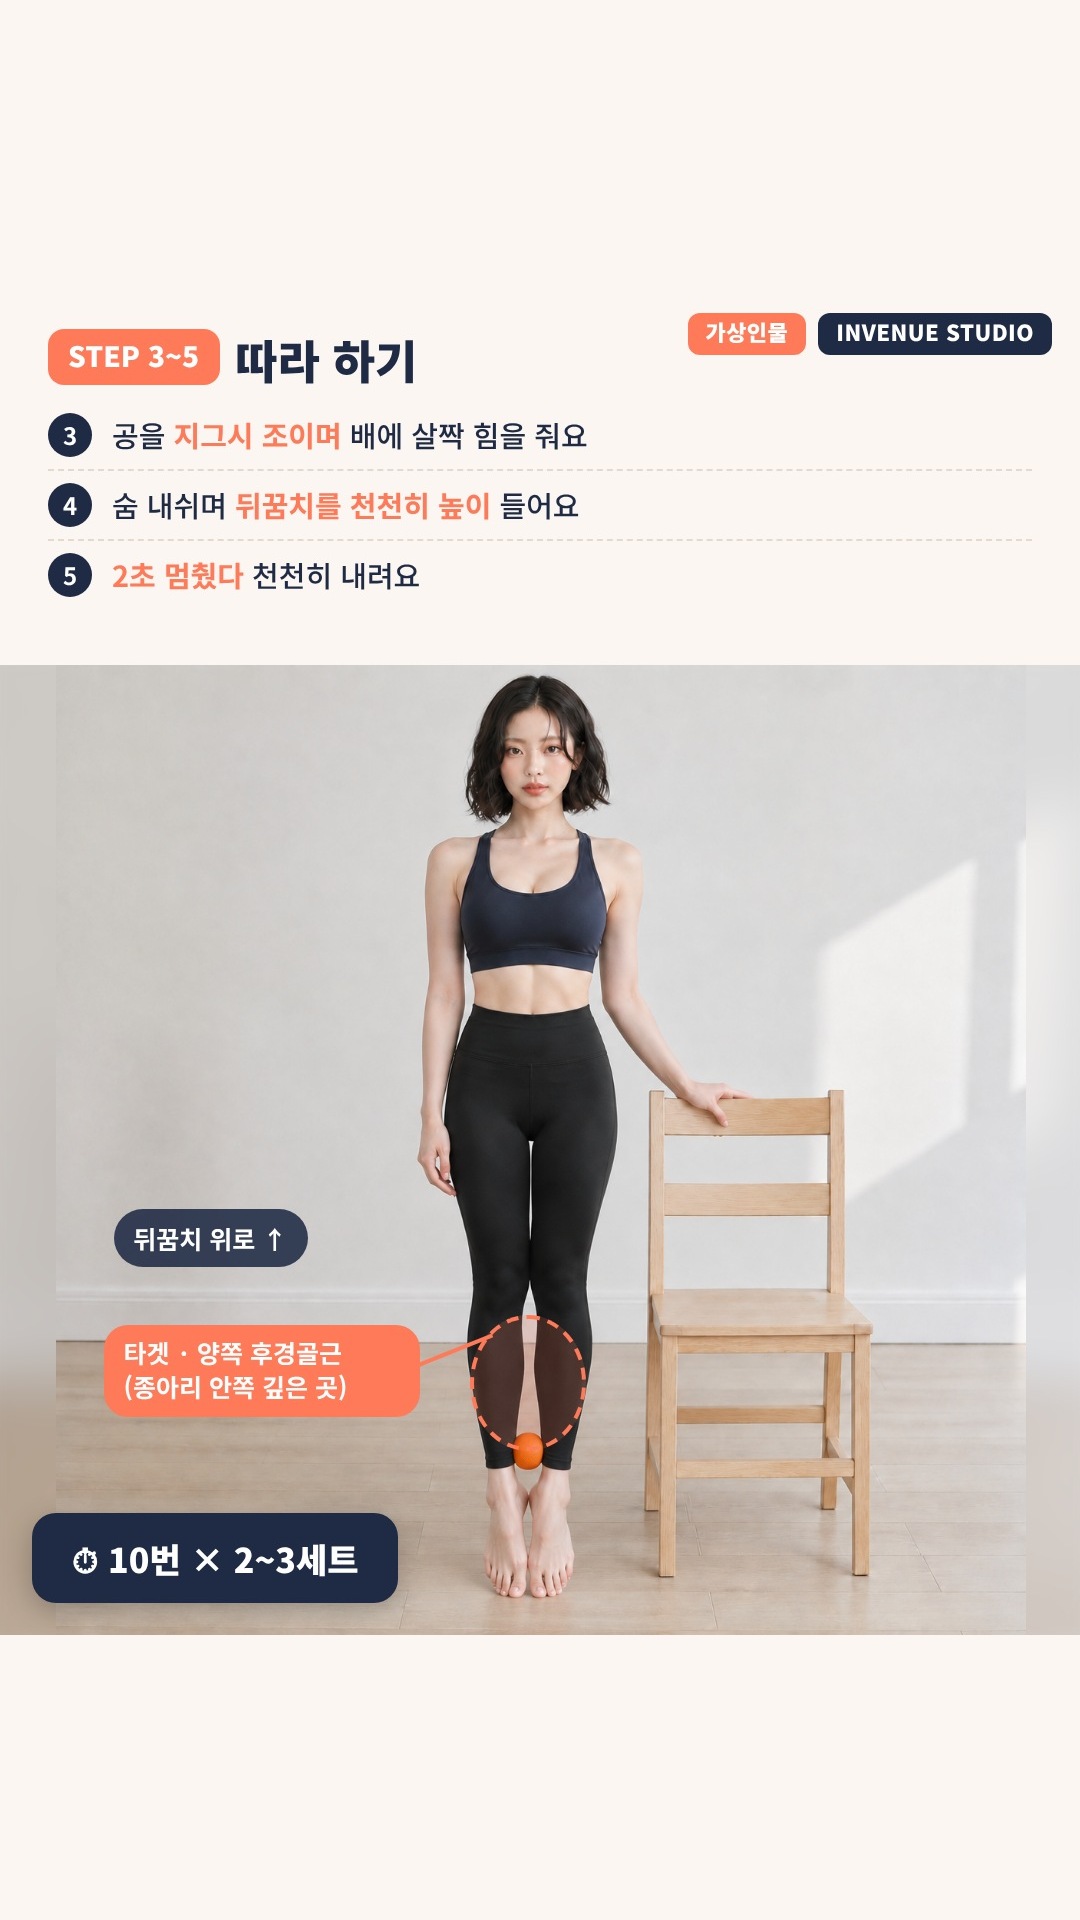 가상인물
INVENUE STUDIO
STEP 3~5 따라 하기
3 공을 지그시 조이며 배에 살짝 힘을 줘요
4 숨 내쉬며 뒤꿈치를 천천히 높이 들어요
5 2초 멈췄다 천천히 내려요
뒤꿈치 위로 ↑
타겟 · 양쪽 후경골근
(종아리 안쪽 깊은 곳)
⏱ 10번 × 2~3세트